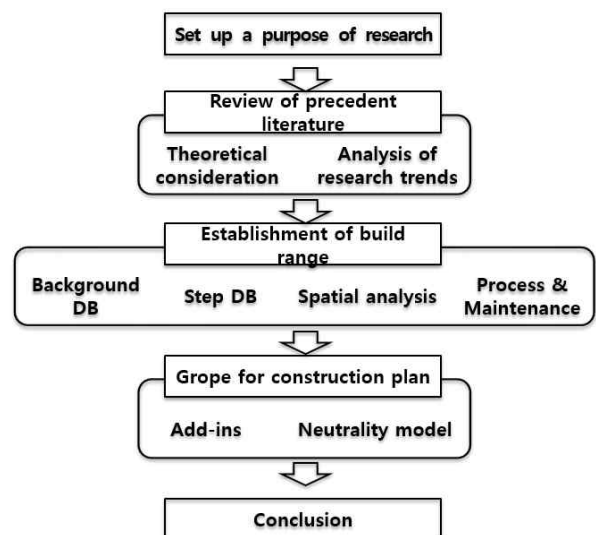 Set up a purpose of research
Review of precedent
literature
Theoretical
consideration
Analysis of
research trends
Establishment of build
range
Background
DB
Step DB
Spatial analysis
Process &
Maintenance
Grope for construction plan
Add-ins
Neutrality model
Conclusion